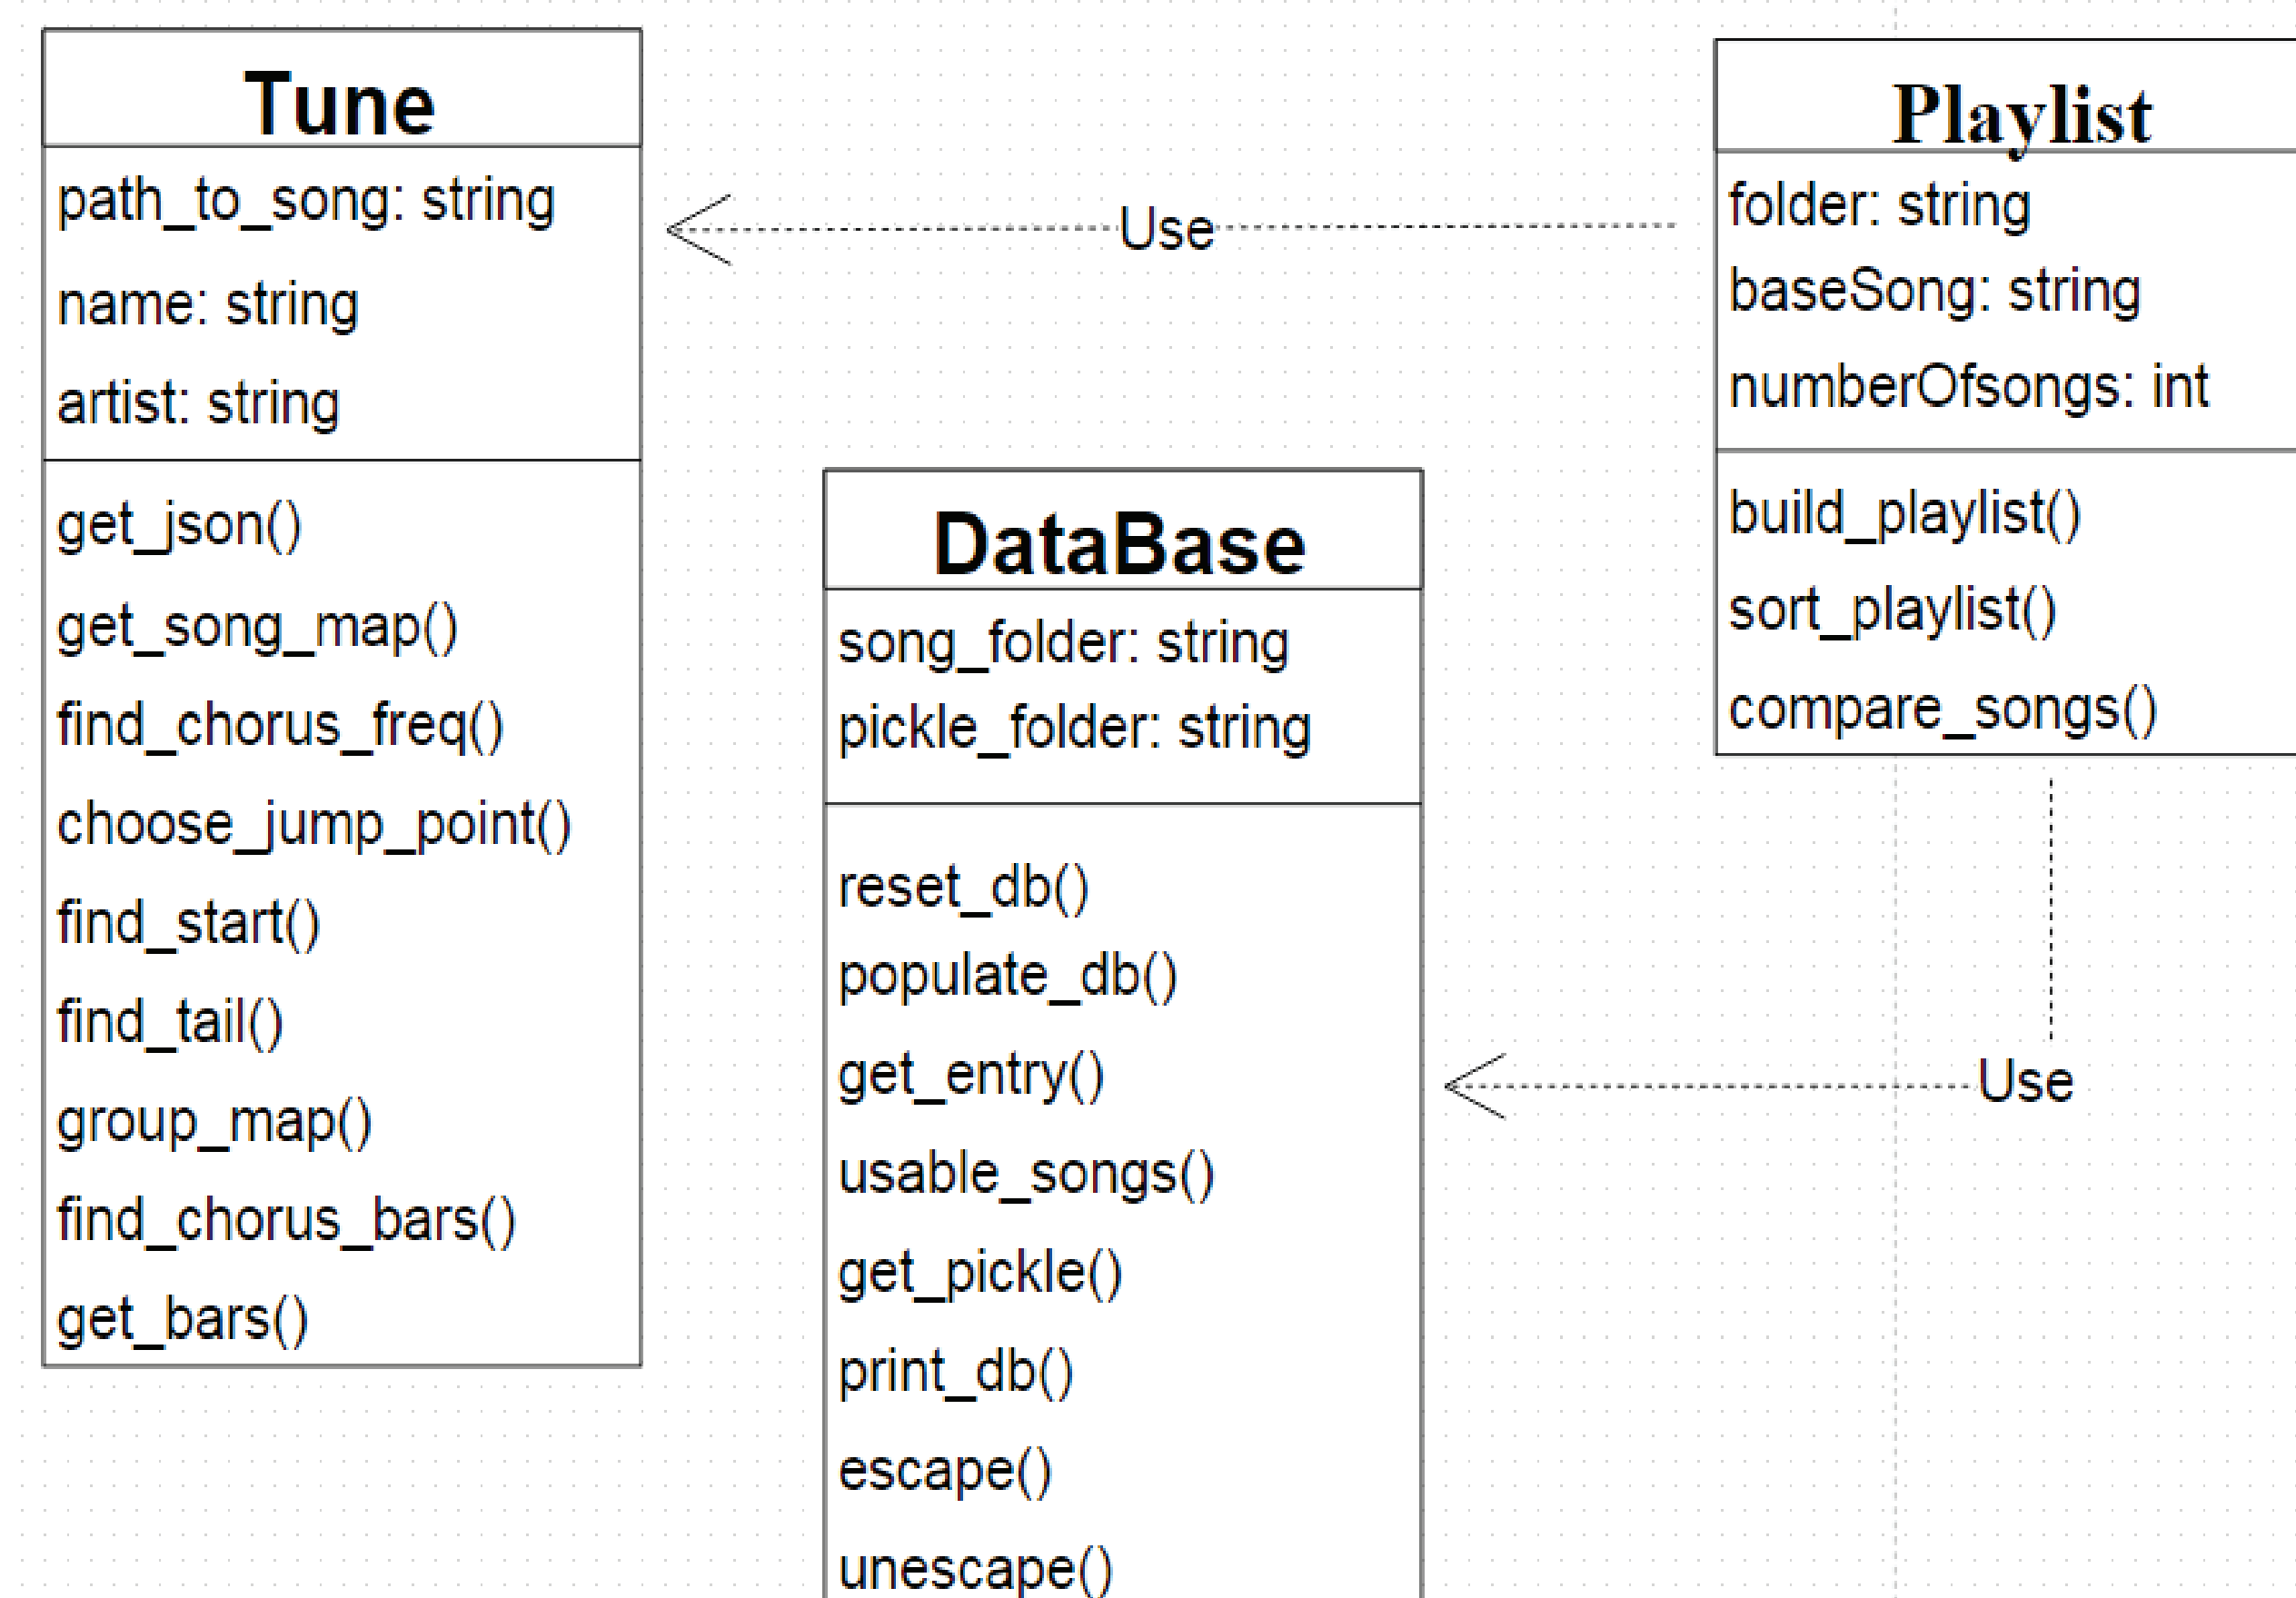 Tune
path_to_song: string
name: string
artist: string
get_json()
get_song_map()
find_chorus_freq()
choose_jump_point()
find_start()
find_tail()
group_map()
find_chorus_bars()
get_bars()
Use
DataBase
song_folder: string
pickle_folder: string
reset_db()
populate_db()
get_entry()
usable_songs()
get_pickle()
print_db()
escape()
unescape()
Playlist
folder: string
baseSong: string
numberOfsongs: int
build_playlist()
sort_playlist()
compare_songs()
Use